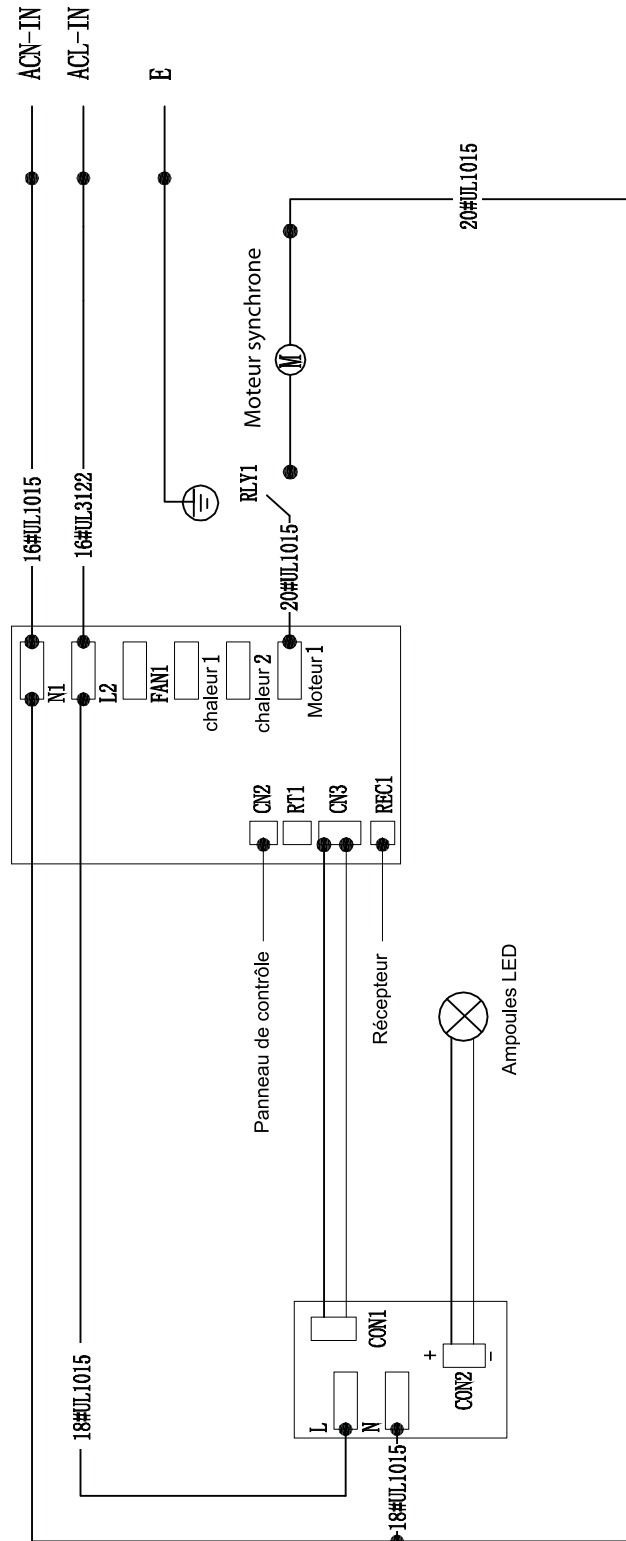 ACN-IN
ACL-IN
E
16#UL1015
16#UL3122
20#UL1015
Moteur synchrone
M
RLY1
20#UL1015
N1
L2
FAN1
chaleur 1
chaleur 2
Moteur 1
CN2
RT1
CN3
REC1
Panneau de contrôle
Récepteur
Ampoules LED
18#UL1015
CON1
L
N
+
-
CON2
18#UL1015